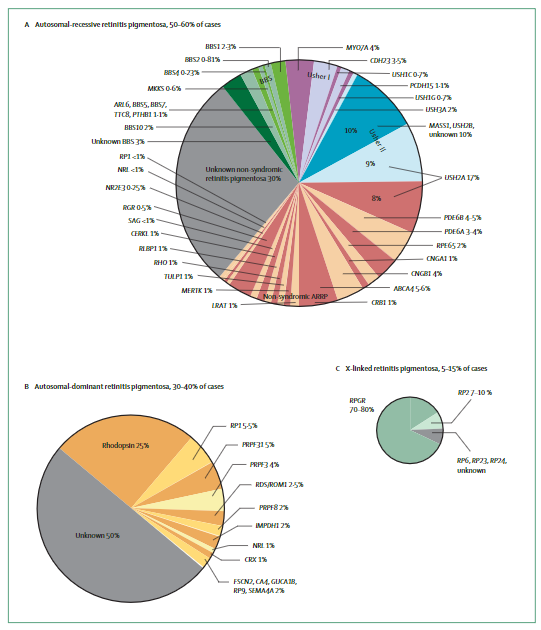 A Autosomal-recessive retinitis pigmentosa, 50–60% of cases
BBS1 2·3%
MYO7A 4%
BBS2 0·81%
CDH23 3·5%
BBS4 0·23%
BBS
Usher I
USH1C 0·7%
MKKS 0·6%
PCDH15 1·1%
USH1G 0·7%
ARL6, BBS5, BBS7,
TTC8, PTHB1 1·1%
USH3A 2%
BBS10 2%
10%
Usher II
MASS1, USH2B,
unknown 10%
Unknown BBS 3%
RP1 <1%
9%
NRL <1%
Unknown non-syndromic
retinitis pigmentosa 30%
USH2A 17%
NR2E3 0·25%
8%
RGR 0·5%
PDE6B 4–5%
SAG <1%
PDE6A 3–4%
CERKL 1%
RPE65 2%
RLBP1 1%
CNGA1 1%
RHO 1%
CNGB1 4%
TULP1 1%
ABCA4 5·6%
MERTK 1%
Non-syndromic ARRP
CRB1 1%
LRAT 1%
C X-linked retinitis pigmentosa, 5–15% of cases
B Autosomal-dominant retinitis pigmentosa, 30–40% of cases
RPGR
70–80%
RP2 7–10 %
RP6, RP23, RP24,
unknown
Rhodopsin 25%
RP1 5·5%
PRPF31 5%
PRPF3 4%
RDS/ROM1 2·5%
PRPF8 2%
IMPDH1 2%
Unknown 50%
NRL 1%
CRX 1%
FSCN2, CA4, GUCA1B,
RP9, SEMA4A 2%